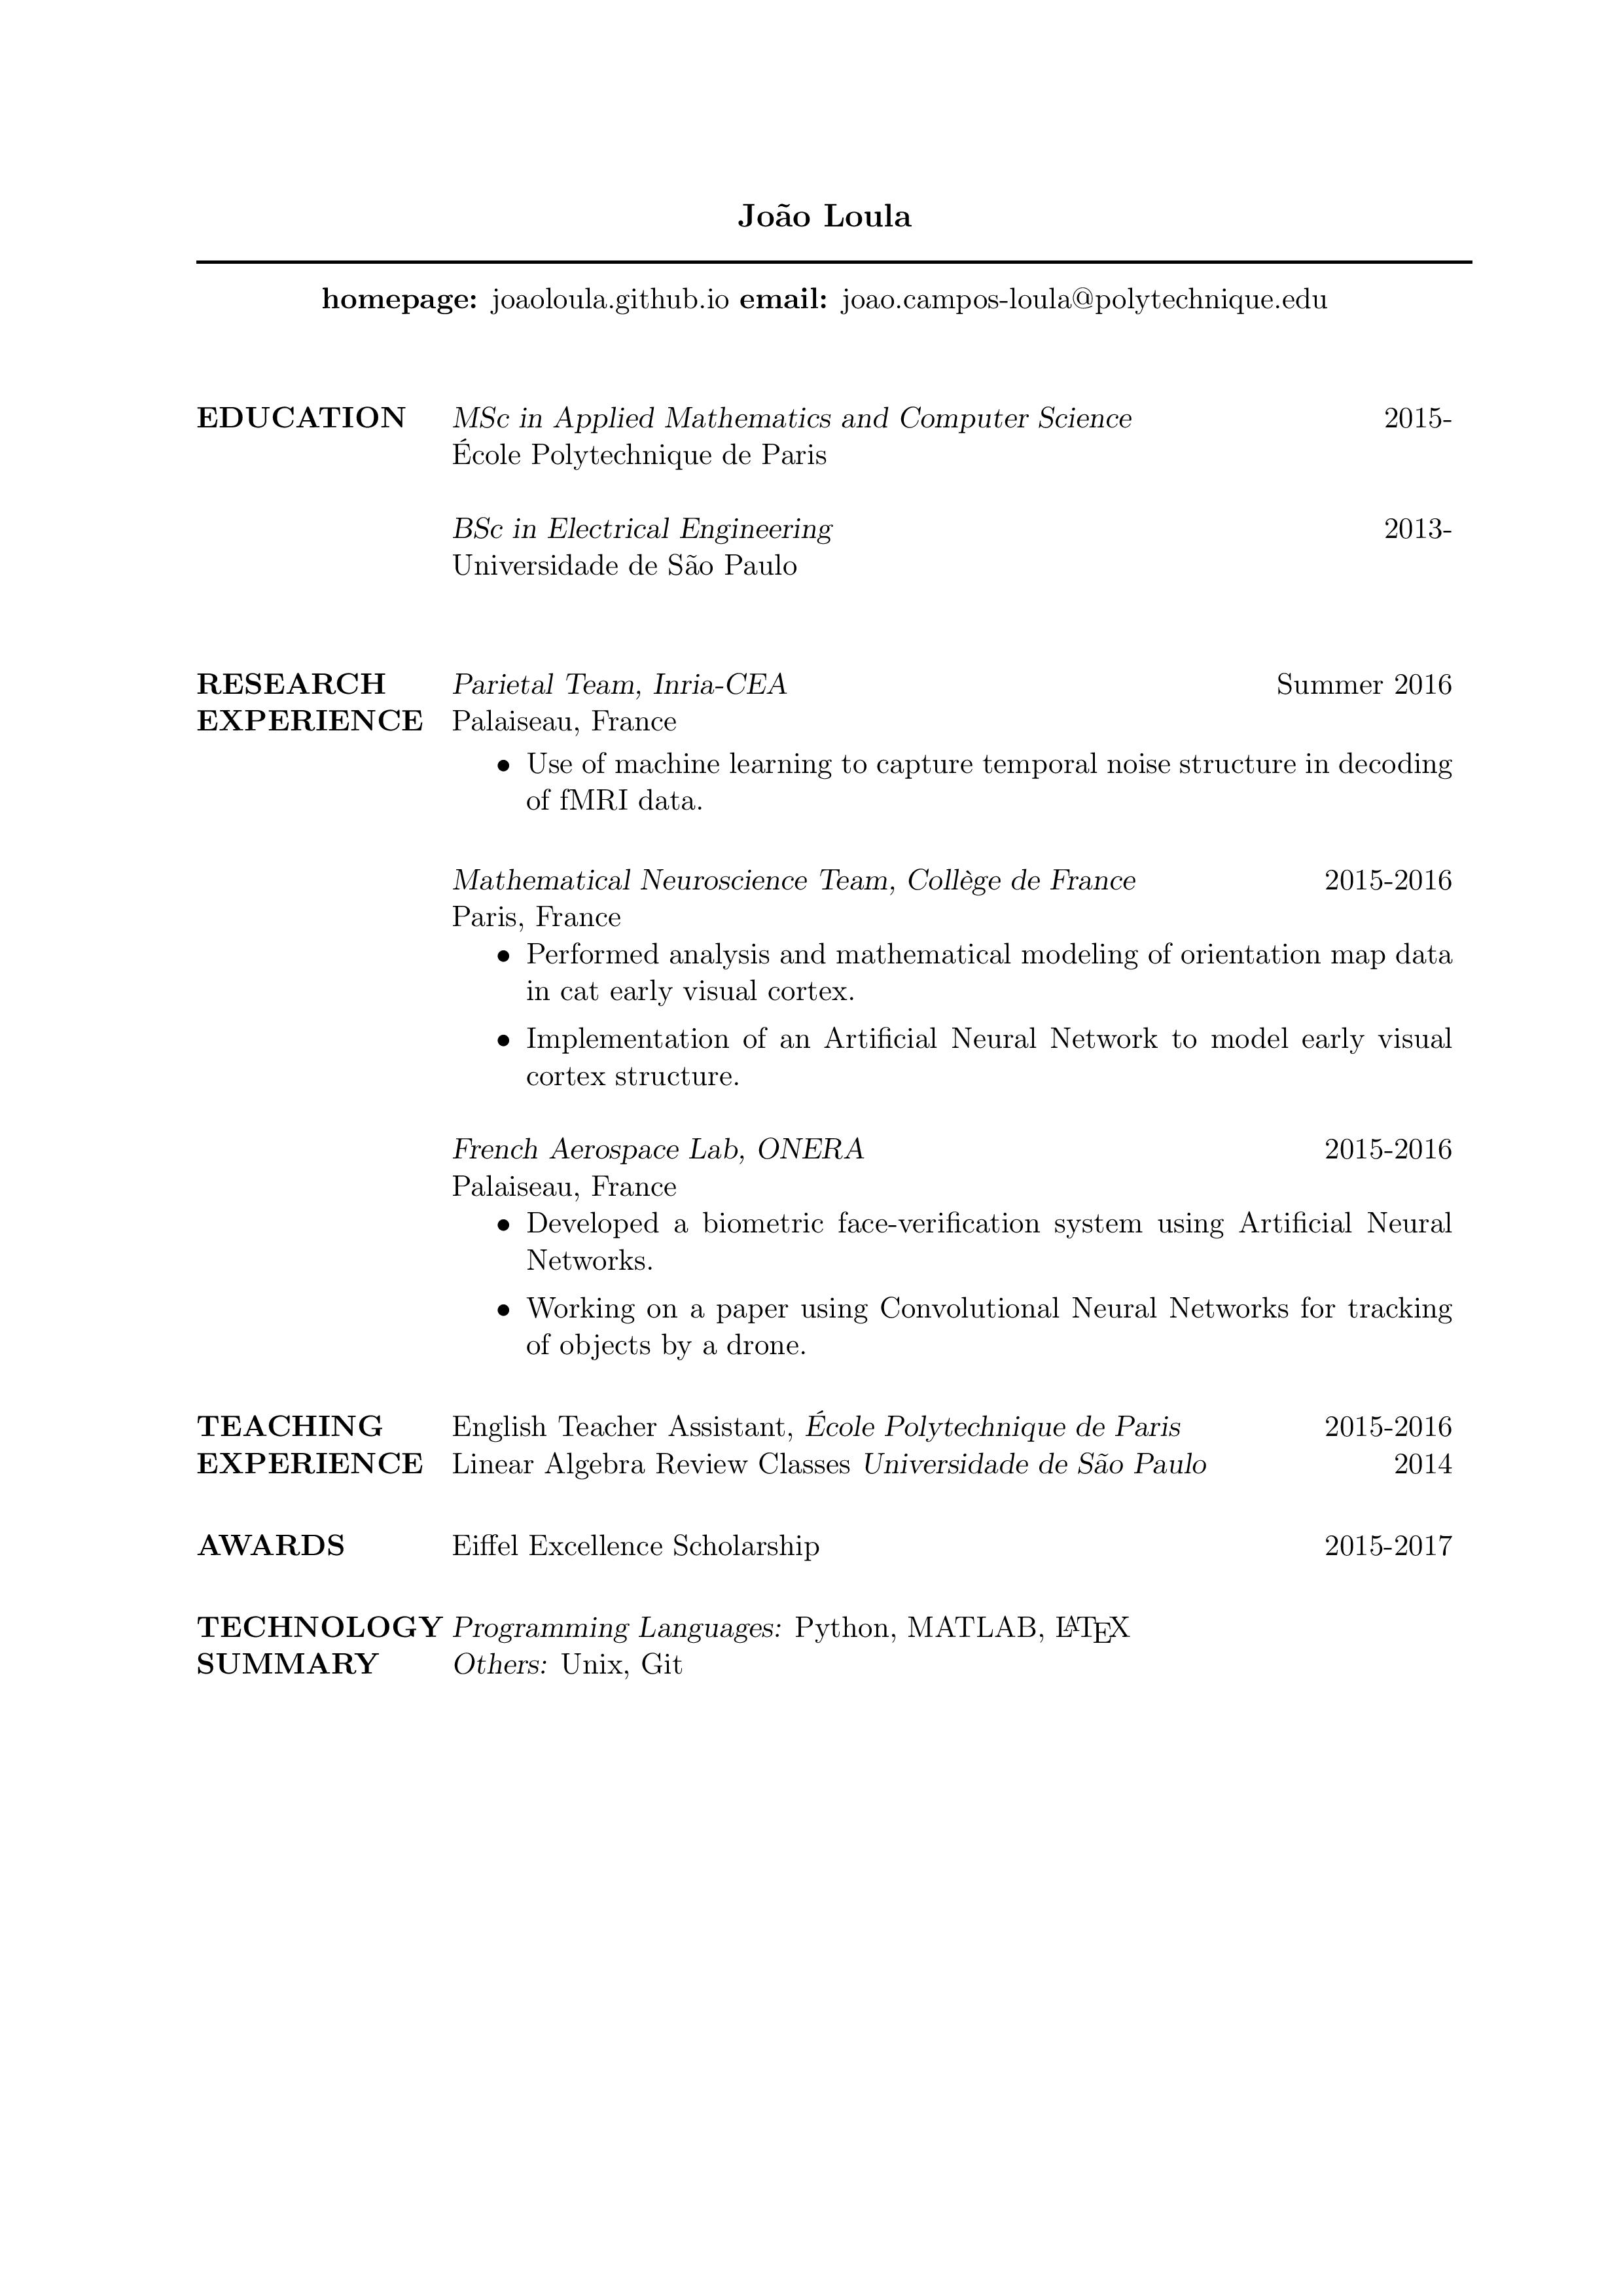 João Loula
homepage: joaoloula.github.io email: joao.campos-loula@polytechnique.edu
EDUCATION MSc in Applied Mathematics and Computer Science 2015-
École Polytechnique de Paris
BSc in Electrical Engineering 2013-
Universidade de São Paulo
RESEARCH Parietal Team, Inria-CEA Summer 2016
EXPERIENCE Palaiseau, France
• Use of machine learning to capture temporal noise structure in decoding
of fMRI data.
Mathematical Neuroscience Team, Collège de France 2015-2016
Paris, France
• Performed analysis and mathematical modeling of orientation map data
in cat early visual cortex.
• Implementation of an Artificial Neural Network to model early visual
cortex structure.
French Aerospace Lab, ONERA 2015-2016
Palaiseau, France
• Developed a biometric face-verification system using Artificial Neural
Networks.
• Working on a paper using Convolutional Neural Networks for tracking
of objects by a drone.
TEACHING English Teacher Assistant, École Polytechnique de Paris 2015-2016
EXPERIENCE Linear Algebra Review Classes Universidade de São Paulo 2014
AWARDS Eiffel Excellence Scholarship 2015-2017
TECHNOLOGY Programming Languages: Python, MATLAB, LATEX
SUMMARY Others: Unix, Git